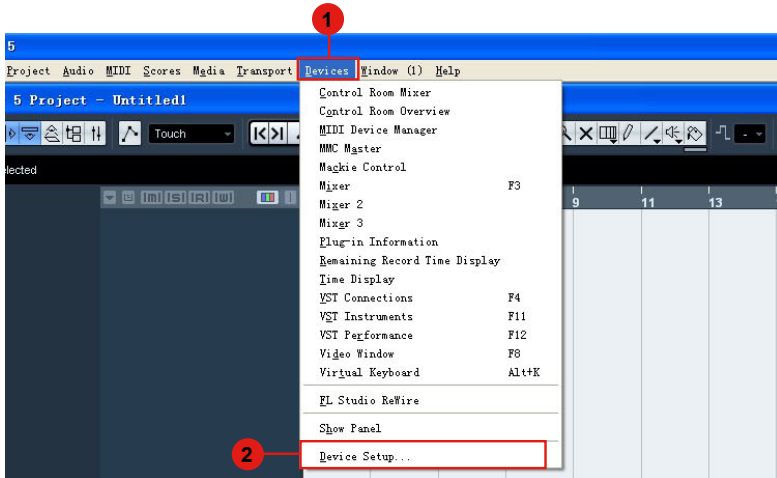 1
5
Project Audio MIDI Scores Media Transport Devices Window (1) Help
5 Project - Untitled1
Touch
lected
[m] [S] [R] [W]
9 11 13
Control Room Mixer
Control Room Overview
MIDI Device Manager
MMC Master
Mackie Control
Mixer F3
Mixer 2
Mixer 3
Plug-in Information
Remaining Record Time Display
Time Display
VST Connections F4
VST Instruments F11
VST Performance F12
Video Window F8
Virtual Keyboard Alt+K
FL Studio ReWire
Show Panel
2
Device Setup...